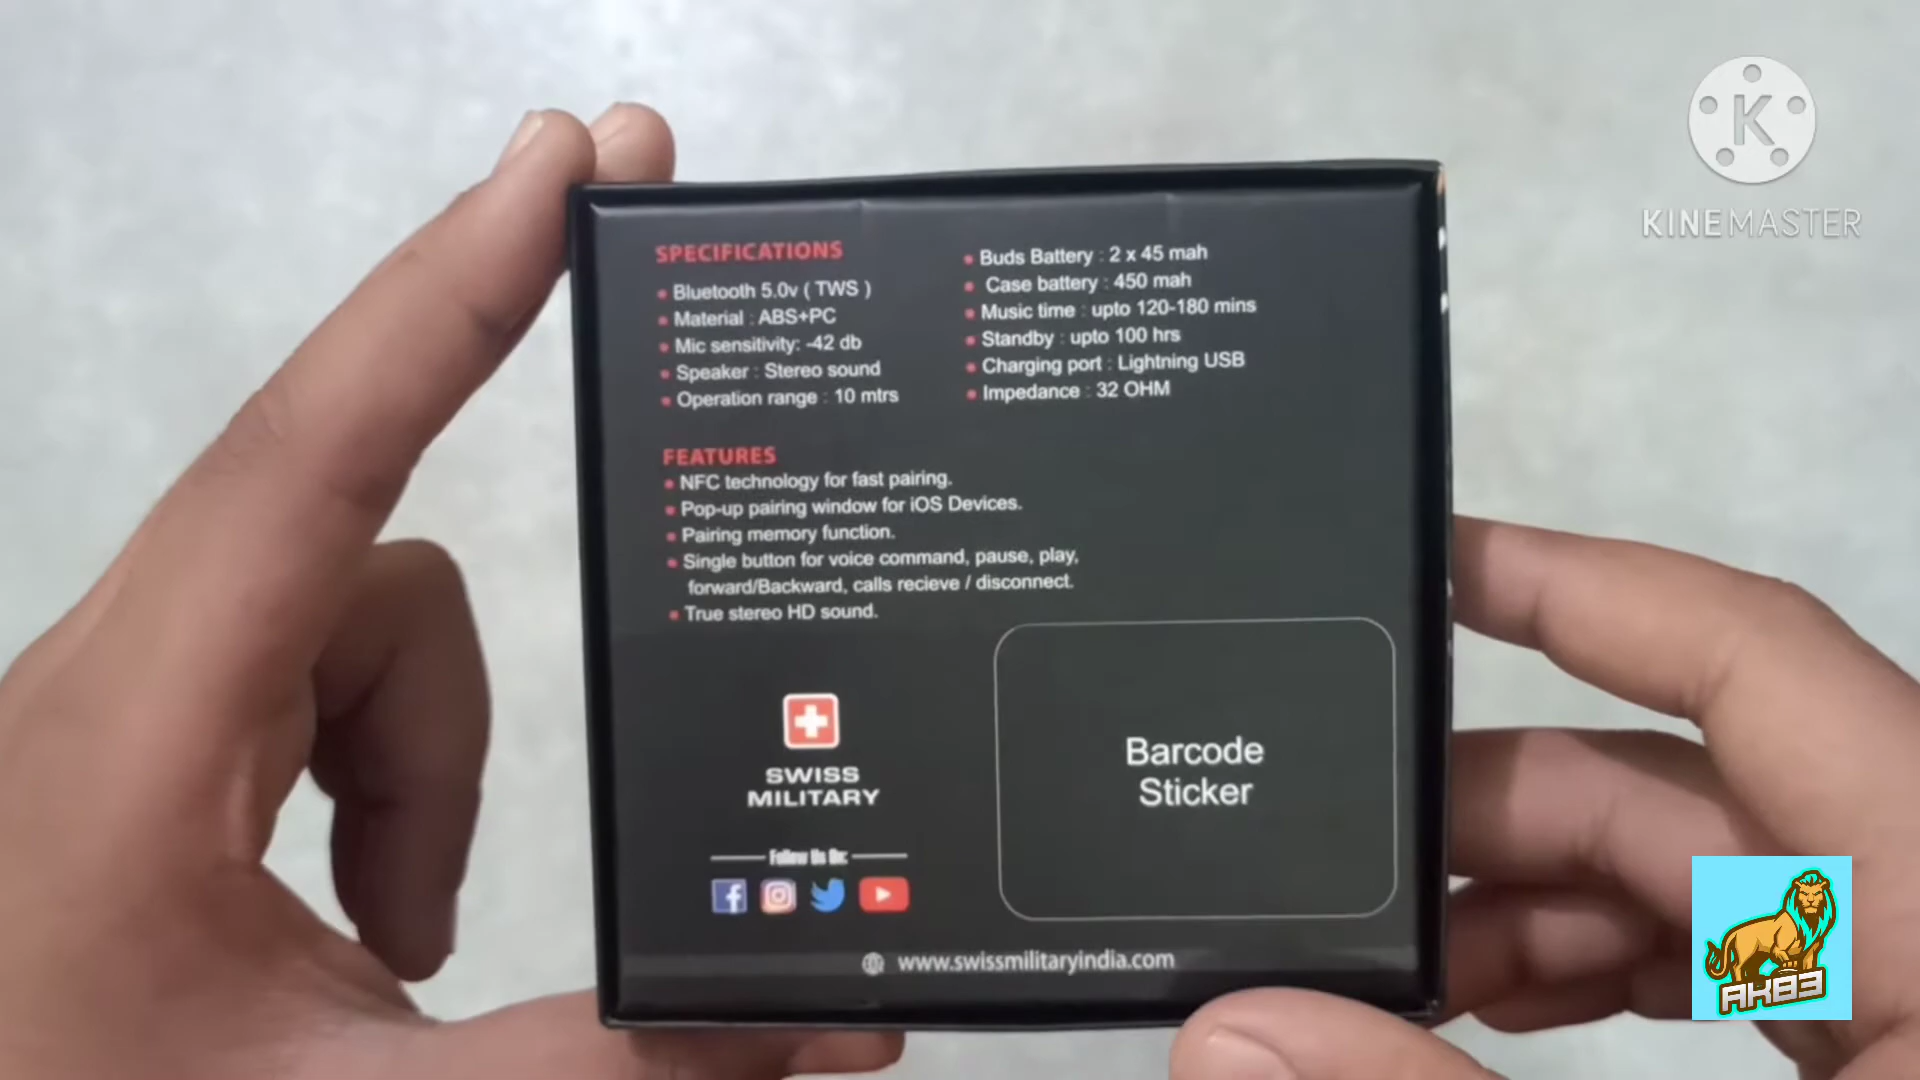 SPECIFICATIONS
• Bluetooth 5.0v ( TWS )
• Material : ABS+PC
• Mic sensitivity: -42 db
• Speaker : Stereo sound
• Operation range : 10 mtrs
• Buds Battery : 2 x 45 mah
• Case battery : 450 mah
• Music time : upto 120-180 mins
• Standby : upto 100 hrs
• Charging port : Lightning USB
• Impedance : 32 OHM
FEATURES
• NFC technology for fast pairing.
• Pop-up pairing window for iOS Devices.
• Pairing memory function.
• Single button for voice command, pause, play,
forward/Backward, calls recieve / disconnect.
• True stereo HD sound.
SWISS
MILITARY
Follow Us On:
Barcode
Sticker
www.swissmilitaryindia.com
K
KINEMASTER
AK83